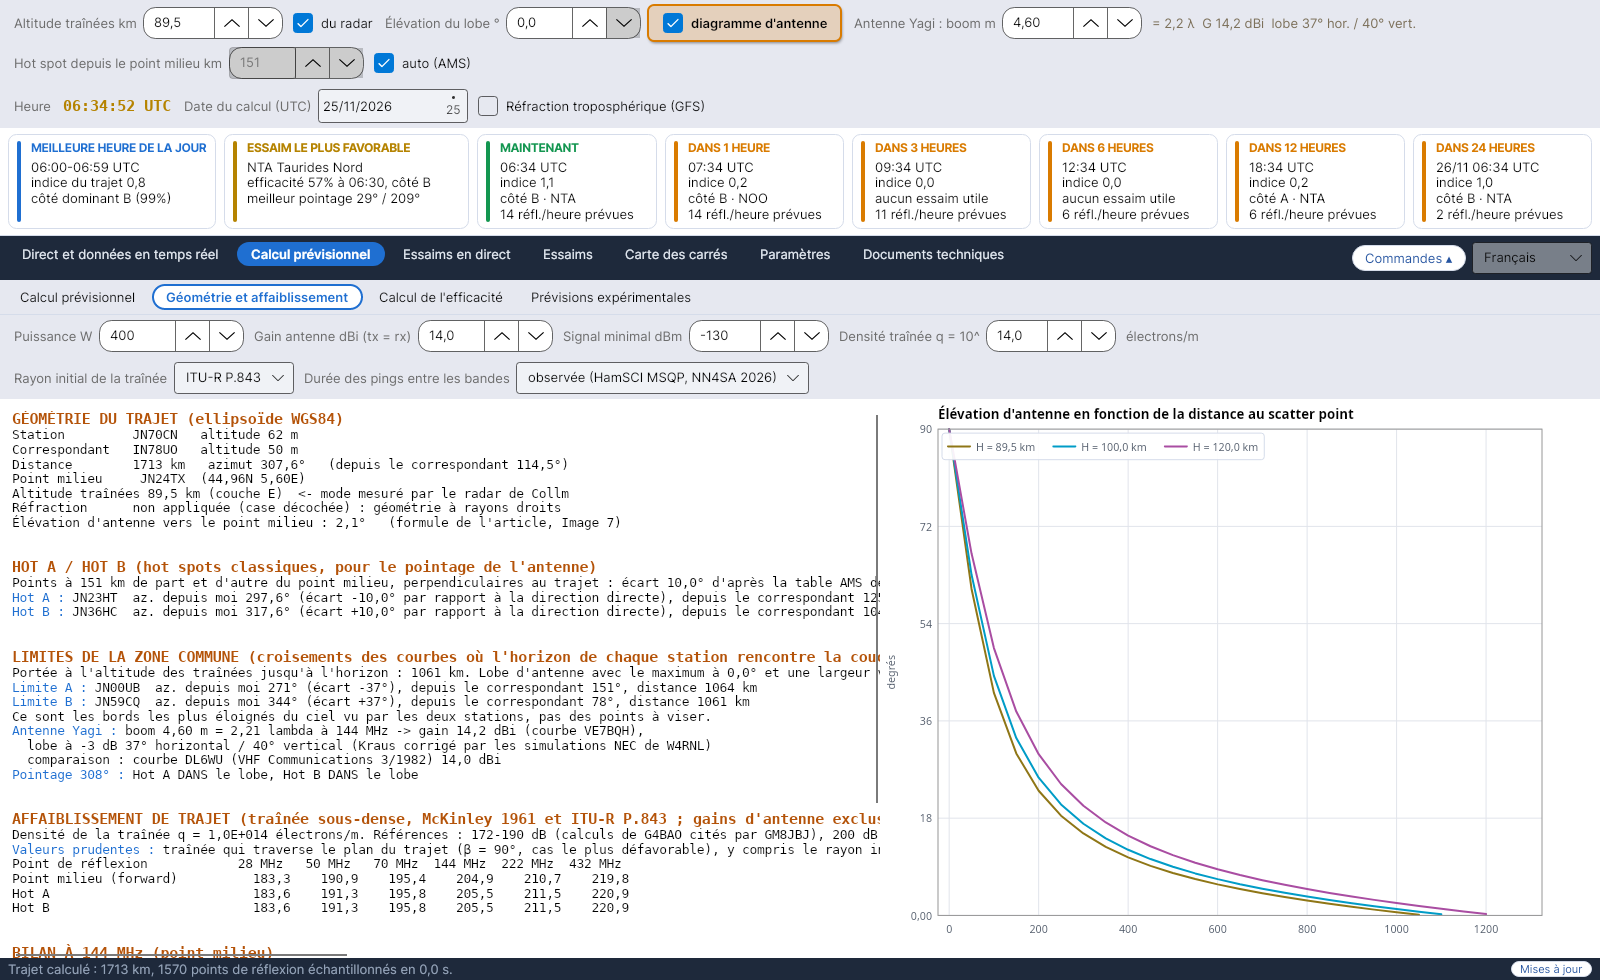 Altitude traînées km 89,5 du radar Élévation du lobe ° 0,0 diagramme d'antenne Antenne Yagi : boom m 4,60 = 2,2 λ G 14,2 dBi lobe 37° hor. / 40° vert.
Hot spot depuis le point milieu km 151 auto (AMS)
Heure 06:34:52 UTC Date du calcul (UTC) 25/11/2026 25 Réfraction troposphérique (GFS)
MEILLEURE HEURE DE LA JOUR
06:00-06:59 UTC
indice du trajet 0,8
côté dominant B (99%)
ESSAIM LE PLUS FAVORABLE
NTA Taurides Nord
efficacité 57% à 06:30, côté B
meilleur pointage 29° / 209°
MAINTENANT
06:34 UTC
indice 1,1
côté B · NTA
14 réfl./heure prévues
DANS 1 HEURE
07:34 UTC
indice 0,2
côté B · NOO
14 réfl./heure prévues
DANS 3 HEURES
09:34 UTC
indice 0,0
aucun essaim utile
11 réfl./heure prévues
DANS 6 HEURES
12:34 UTC
indice 0,0
aucun essaim utile
6 réfl./heure prévues
DANS 12 HEURES
18:34 UTC
indice 0,2
côté A · NTA
6 réfl./heure prévues
DANS 24 HEURES
26/11 06:34 UTC
indice 1,0
côté B · NTA
2 réfl./heure prévues
Direct et données en temps réel Calcul prévisionnel Essaims en direct Essaims Carte des carrés Paramètres Documents techniques Commandes ▴ Français
Calcul prévisionnel Géométrie et affaiblissement Calcul de l'efficacité Prévisions expérimentales
Puissance W 400 Gain antenne dBi (tx = rx) 14,0 Signal minimal dBm -130 Densité traînée q = 10^ 14,0 électrons/m
Rayon initial de la traînée ITU-R P.843 Durée des pings entre les bandes observée (HamSCI MSQP, NN4SA 2026)
GÉOMÉTRIE DU TRAJET (ellipsoïde WGS84)
Station JN70CN altitude 62 m
Correspondant IN78UO altitude 50 m
Distance 1713 km azimut 307,6° (depuis le correspondant 114,5°)
Point milieu JN24TX (44,96N 5,60E)
Altitude traînées 89,5 km (couche E) <- mode mesuré par le radar de Collm
Réfraction non appliquée (case décochée) : géométrie à rayons droits
Élévation d'antenne vers le point milieu : 2,1° (formule de l'article, Image 7)
HOT A / HOT B (hot spots classiques, pour le pointage de l'antenne)
Points à 151 km de part et d'autre du point milieu, perpendiculaires au trajet : écart 10,0° d'après la table AMS
Hot A : JN23HT az. depuis moi 297,6° (écart -10,0° par rapport à la direction directe), depuis le correspondant
Hot B : JN36HC az. depuis moi 317,6° (écart +10,0° par rapport à la direction directe), depuis le correspondant
LIMITES DE LA ZONE COMMUNE (croisements des courbes où l'horizon de chaque station rencontre la
Portée à l'altitude des traînées jusqu'à l'horizon : 1061 km. Lobe d'antenne avec le maximum à 0,0° et une largeur
Limite A : JN00UB az. depuis moi 271° (écart -37°), depuis le correspondant 151°, distance 1064 km
Limite B : JN59CQ az. depuis moi 344° (écart +37°), depuis le correspondant 78°, distance 1061 km
Ce sont les bords les plus éloignés du ciel vu par les deux stations, pas des points à viser.
Antenne Yagi : boom 4,60 m = 2,21 lambda à 144 MHz -> gain 14,2 dBi (courbe VE7BQH),
lobe à -3 dB 37° horizontal / 40° vertical (Kraus corrigé par les simulations NEC de W4RNL)
comparaison : courbe DL6WU (VHF Communications 3/1982) 14,0 dBi
Pointage 308° : Hot A DANS le lobe, Hot B DANS le lobe
AFFAIBLISSEMENT DE TRAJET (traînée sous-dense, McKinley 1961 et ITU-R P.843 ; gains d'antenne
Densité de la traînée q = 1,0E+014 électrons/m. Références : 172-190 dB (calculs de G4BAO cités par GM8JBJ), 200 dB
Valeurs prudentes : traînée qui traverse le plan du trajet (β = 90°, cas le plus défavorable), y compris le rayon
Point de réflexion 28 MHz 50 MHz 70 MHz 144 MHz 222 MHz 432 MHz
Point milieu (forward) 183,3 190,9 195,4 204,9 210,7 219,8
Hot A 183,6 191,3 195,8 205,5 211,5 220,9
Hot B 183,6 191,3 195,8 205,5 211,5 220,9
BILAN À 144 MHz (point milieu)
Élévation d'antenne en fonction de la distance au scatter point
H = 89,5 km H = 100,0 km H = 120,0 km
degrés
90
72
54
36
18
0,00
0 200 400 600 800 1000 1200
Trajet calculé : 1713 km, 1570 points de réflexion échantillonnés en 0,0 s. Mises à jour